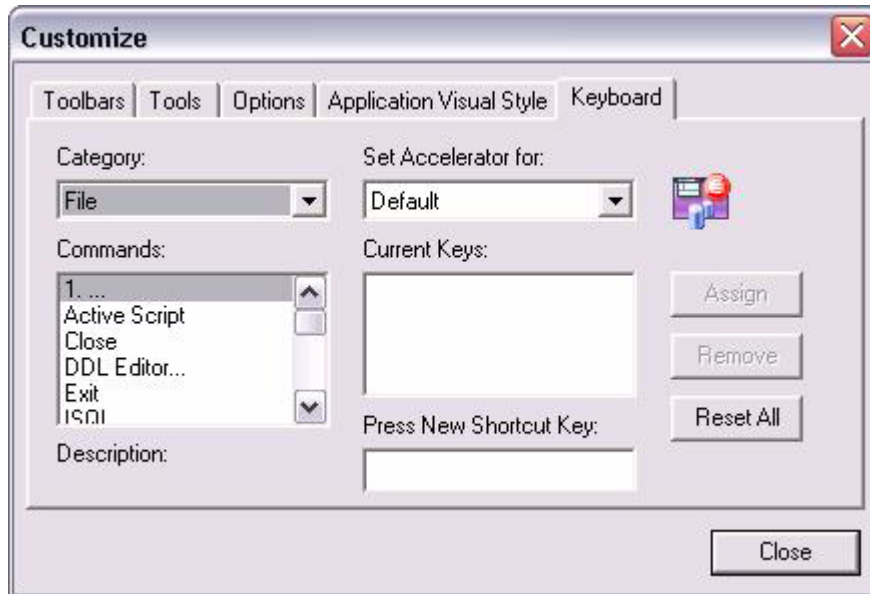 Customize
Toolbars Tools Options Application Visual Style Keyboard
Category: Set Accelerator for:
File Default
Commands: Current Keys:
1. ...
Active Script
Close
DDL Editor...
Exit
ISQL
Assign
Remove
Reset All
Press New Shortcut Key:
Description:
Close